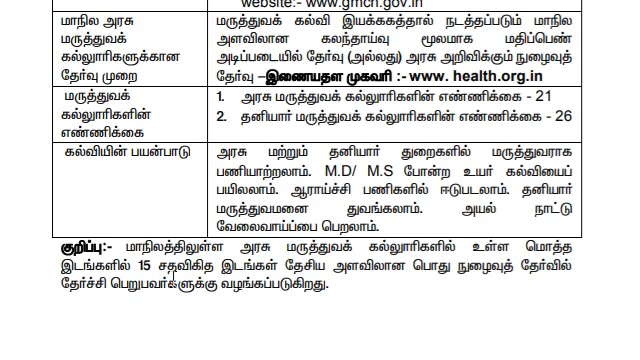 website:- www.gmch.gov.in
மாநில அரசு
மருத்துவக்
கல்லூரிகளுக்கான
தேர்வு முறை
மருத்துவக் கல்வி இயக்ககத்தால் நடத்தப்படும் மாநில
அளவிலான கலந்தாய்வு மூலமாக மதிப்பெண்
அடிப்படையில் தேர்வு (அல்லது) அரசு அறிவிக்கும் நுழைவுத்
தேர்வு –இணையதள முகவரி :- www. health.org.in
மருத்துவக்
கல்லூரிகளின்
எண்ணிக்கை
1. அரசு மருத்துவக் கல்லூரிகளின் எண்ணிக்கை - 21
2. தனியார் மருத்துவக் கல்லூரிகளின் எண்ணிக்கை - 26
கல்வியின் பயன்பாடு
அரசு மற்றும் தனியார் துறைகளில் மருத்துவராக
பணியாற்றலாம். M.D/ M.S போன்ற உயர் கல்வியைப்
பயிலலாம். ஆராய்ச்சி பணிகளில் ஈடுபடலாம். தனியார்
மருத்துவமனை துவங்கலாம். அயல் நாட்டு
வேலைவாய்ப்பை பெறலாம்.
குறிப்பு:- மாநிலத்திலுள்ள அரசு மருத்துவக் கல்லூரிகளில் உள்ள மொத்த
இடங்களில் 15 சதவிகித இடங்கள் தேசிய அளவிலான பொது நுழைவுத் தேர்வில்
தேர்ச்சி பெறுபவர்களுக்கு வழங்கப்படுகிறது.